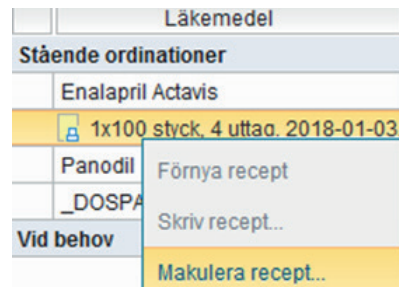 Läkemedel
Stående ordinationer
Enalapril Actavis
1x100 styck, 4 uttag, 2018-01-03
Panodil
Förnya recept
_DOSPA
Skriv recept...
Vid behov
Makulera recept...